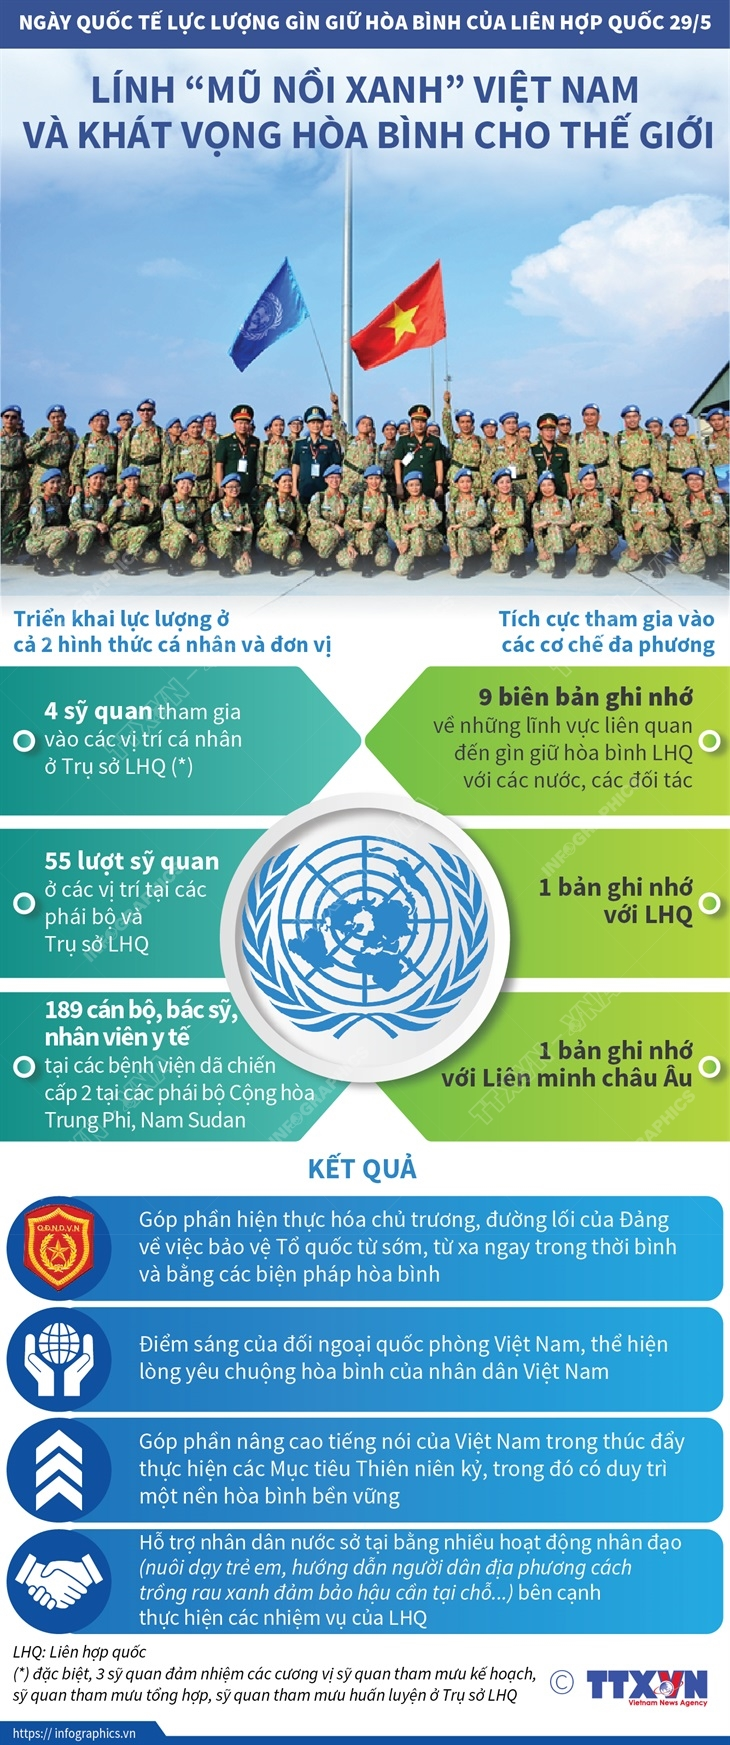 NGÀY QUỐC TẾ LỰC LƯỢNG GÌN GIỮ HÒA BÌNH CỦA LIÊN HỢP QUỐC 29/5
LÍNH “MŨ NỒI XANH” VIỆT NAM
VÀ KHÁT VỌNG HÒA BÌNH CHO THẾ GIỚI
Triển khai lực lượng ở
cả 2 hình thức cá nhân và đơn vị
4 sỹ quan tham gia
vào các vị trí cá nhân
ở Trụ sở LHQ (*)
55 lượt sỹ quan
ở các vị trí tại các
phái bộ và
Trụ sở LHQ
189 cán bộ, bác sỹ,
nhân viên y tế
tại các bệnh viện dã chiến
cấp 2 tại các phái bộ Cộng hòa
Trung Phi, Nam Sudan
Tích cực tham gia vào
các cơ chế đa phương
9 biên bản ghi nhớ
về những lĩnh vực liên quan
đến gìn giữ hòa bình LHQ
với các nước, các đối tác
1 bản ghi nhớ
với LHQ
1 bản ghi nhớ
với Liên minh châu Âu
KẾT QUẢ
Q.Đ.N.D.V.N
Góp phần hiện thực hóa chủ trương, đường lối của Đảng
về việc bảo vệ Tổ quốc từ sớm, từ xa ngay trong thời bình
và bằng các biện pháp hòa bình
Điểm sáng của đối ngoại quốc phòng Việt Nam, thể hiện
lòng yêu chuộng hòa bình của nhân dân Việt Nam
Góp phần nâng cao tiếng nói của Việt Nam trong thúc đẩy
thực hiện các Mục tiêu Thiên niên kỷ, trong đó có duy trì
một nền hòa bình bền vững
Hỗ trợ nhân dân nước sở tại bằng nhiều hoạt động nhân đạo
(nuôi dạy trẻ em, hướng dẫn người dân địa phương cách
trồng rau xanh đảm bảo hậu cần tại chỗ...) bên cạnh
thực hiện các nhiệm vụ của LHQ
LHQ: Liên hợp quốc
(*) đặc biệt, 3 sỹ quan đảm nhiệm các cương vị sỹ quan tham mưu kế hoạch,
sỹ quan tham mưu tổng hợp, sỹ quan tham mưu huấn luyện ở Trụ sở LHQ
© TTXVN
Vietnam News Agency
https:// infographics.vn